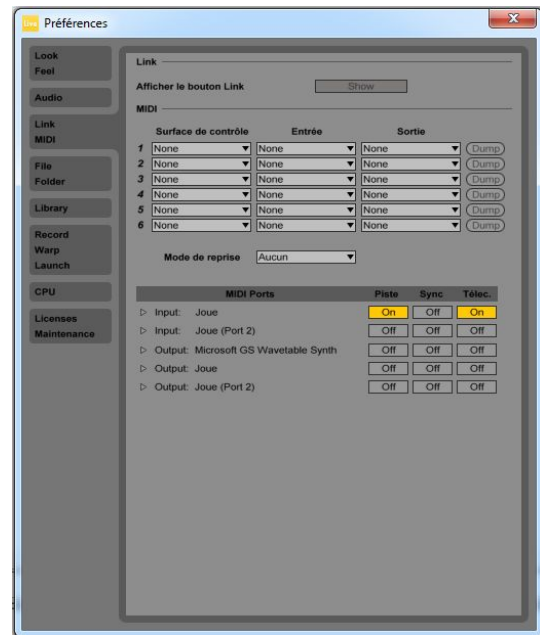 Live Préférences
Look
Feel
Audio
Link
MIDI
File
Folder
Library
Record
Warp
Launch
CPU
Licenses
Maintenance
Link
Afficher le bouton Link Show
MIDI
Surface de contrôle Entrée Sortie
1 None None None Dump
2 None None None Dump
3 None None None Dump
4 None None None Dump
5 None None None Dump
6 None None None Dump
Mode de reprise Aucun
MIDI Ports Piste Sync Télec.
Input: Joue On Off On
Input: Joue (Port 2) Off Off Off
Output: Microsoft GS Wavetable Synth Off Off Off
Output: Joue Off Off Off
Output: Joue (Port 2) Off Off Off